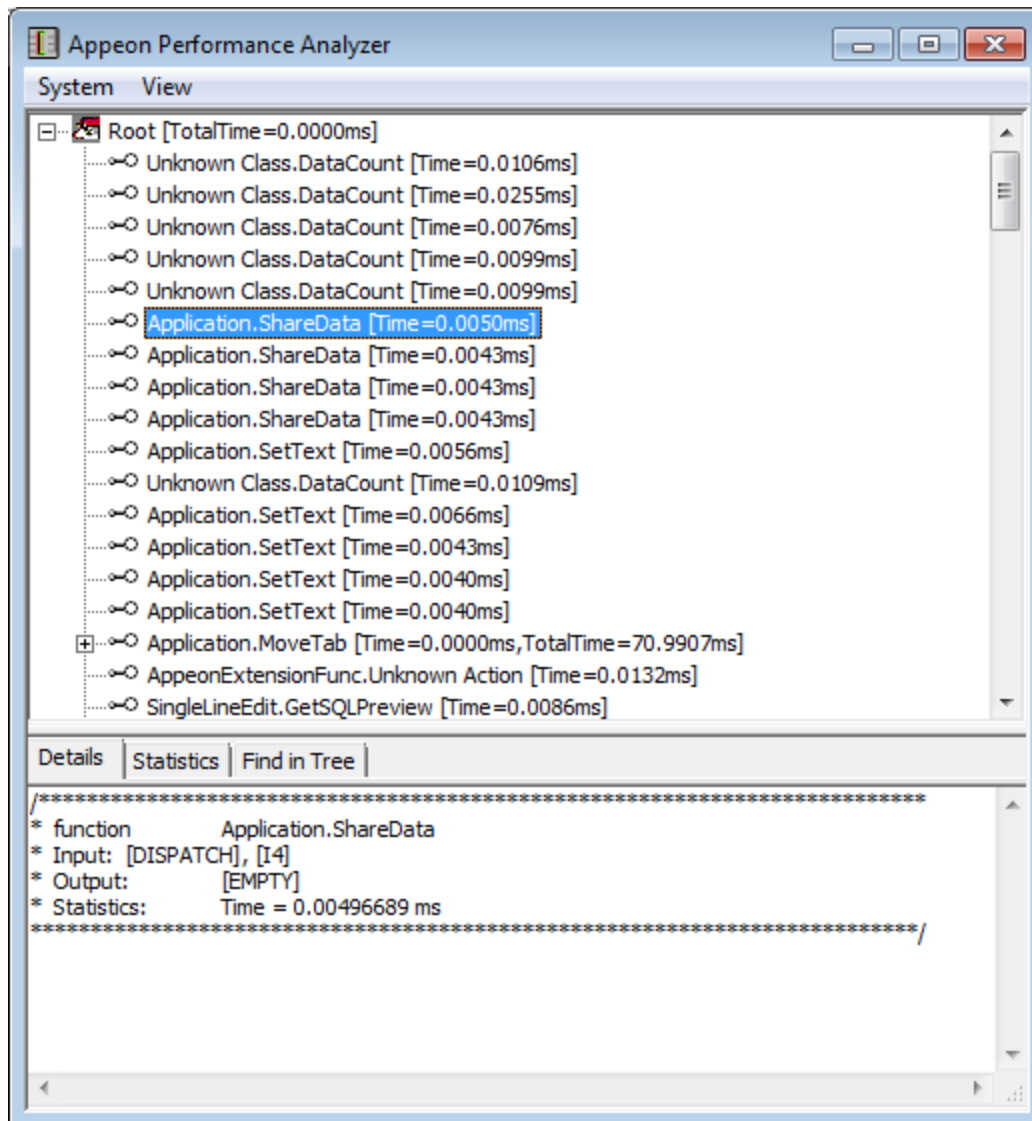 Appeon Performance Analyzer
System View
Root [TotalTime=0.0000ms]
Unknown Class.DataCount [Time=0.0106ms]
Unknown Class.DataCount [Time=0.0255ms]
Unknown Class.DataCount [Time=0.0076ms]
Unknown Class.DataCount [Time=0.0099ms]
Unknown Class.DataCount [Time=0.0099ms]
Application.ShareData [Time=0.0050ms]
Application.ShareData [Time=0.0043ms]
Application.ShareData [Time=0.0043ms]
Application.ShareData [Time=0.0043ms]
Application.SetText [Time=0.0056ms]
Unknown Class.DataCount [Time=0.0109ms]
Application.SetText [Time=0.0066ms]
Application.SetText [Time=0.0043ms]
Application.SetText [Time=0.0040ms]
Application.SetText [Time=0.0040ms]
Application.MoveTab [Time=0.0000ms,TotalTime=70.9907ms]
AppeonExtensionFunc.Unknown Action [Time=0.0132ms]
SingleLineEdit.GetSQLPreview [Time=0.0086ms]
Details Statistics Find in Tree
/**************************************************************************
* function Application.ShareData
* Input: [DISPATCH], [I4]
* Output: [EMPTY]
* Statistics: Time = 0.00496689 ms
**************************************************************************/